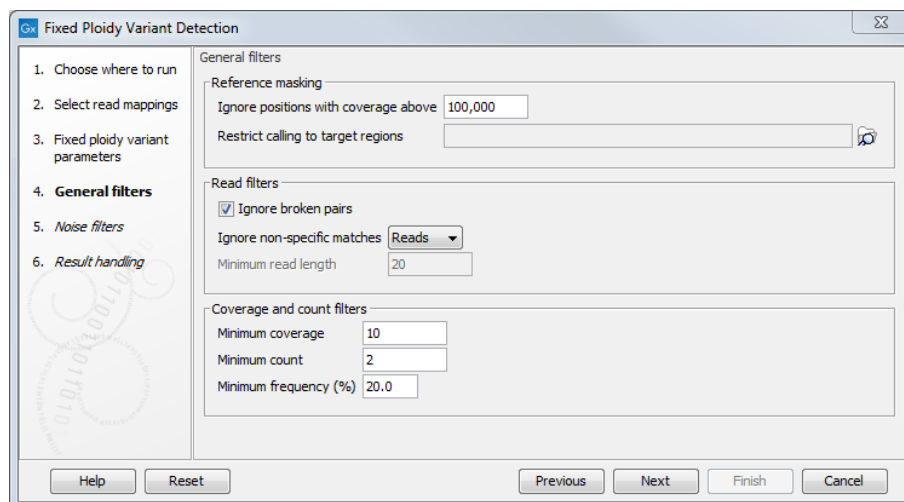 Gx Fixed Ploidy Variant Detection
1. Choose where to run
2. Select read mappings
3. Fixed ploidy variant
parameters
4. General filters
5. Noise filters
6. Result handling
General filters
Reference masking
Ignore positions with coverage above 100,000
Restrict calling to target regions
Read filters
Ignore broken pairs
Ignore non-specific matches Reads
Minimum read length 20
Coverage and count filters
Minimum coverage 10
Minimum count 2
Minimum frequency (%) 20.0
Help Reset Previous Next Finish Cancel